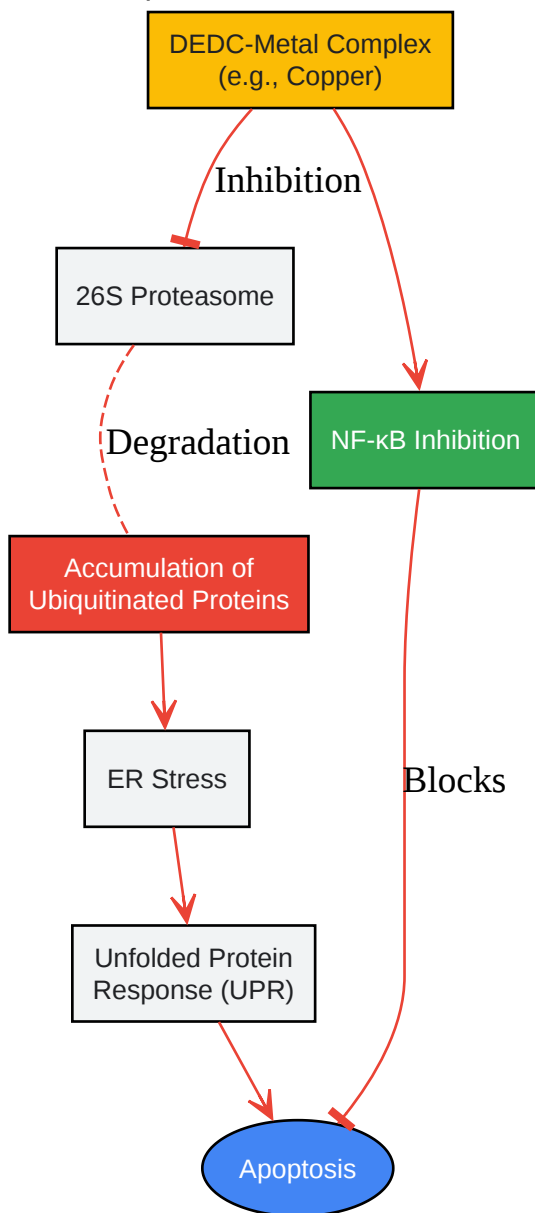 DEDC-Metal Complex
(e.g., Copper)
Inhibition
26S Proteasome
Degradation
NF-κB Inhibition
Accumulation of
Ubiquitinated Proteins
ER Stress
Blocks
Unfolded Protein
Response (UPR)
Apoptosis